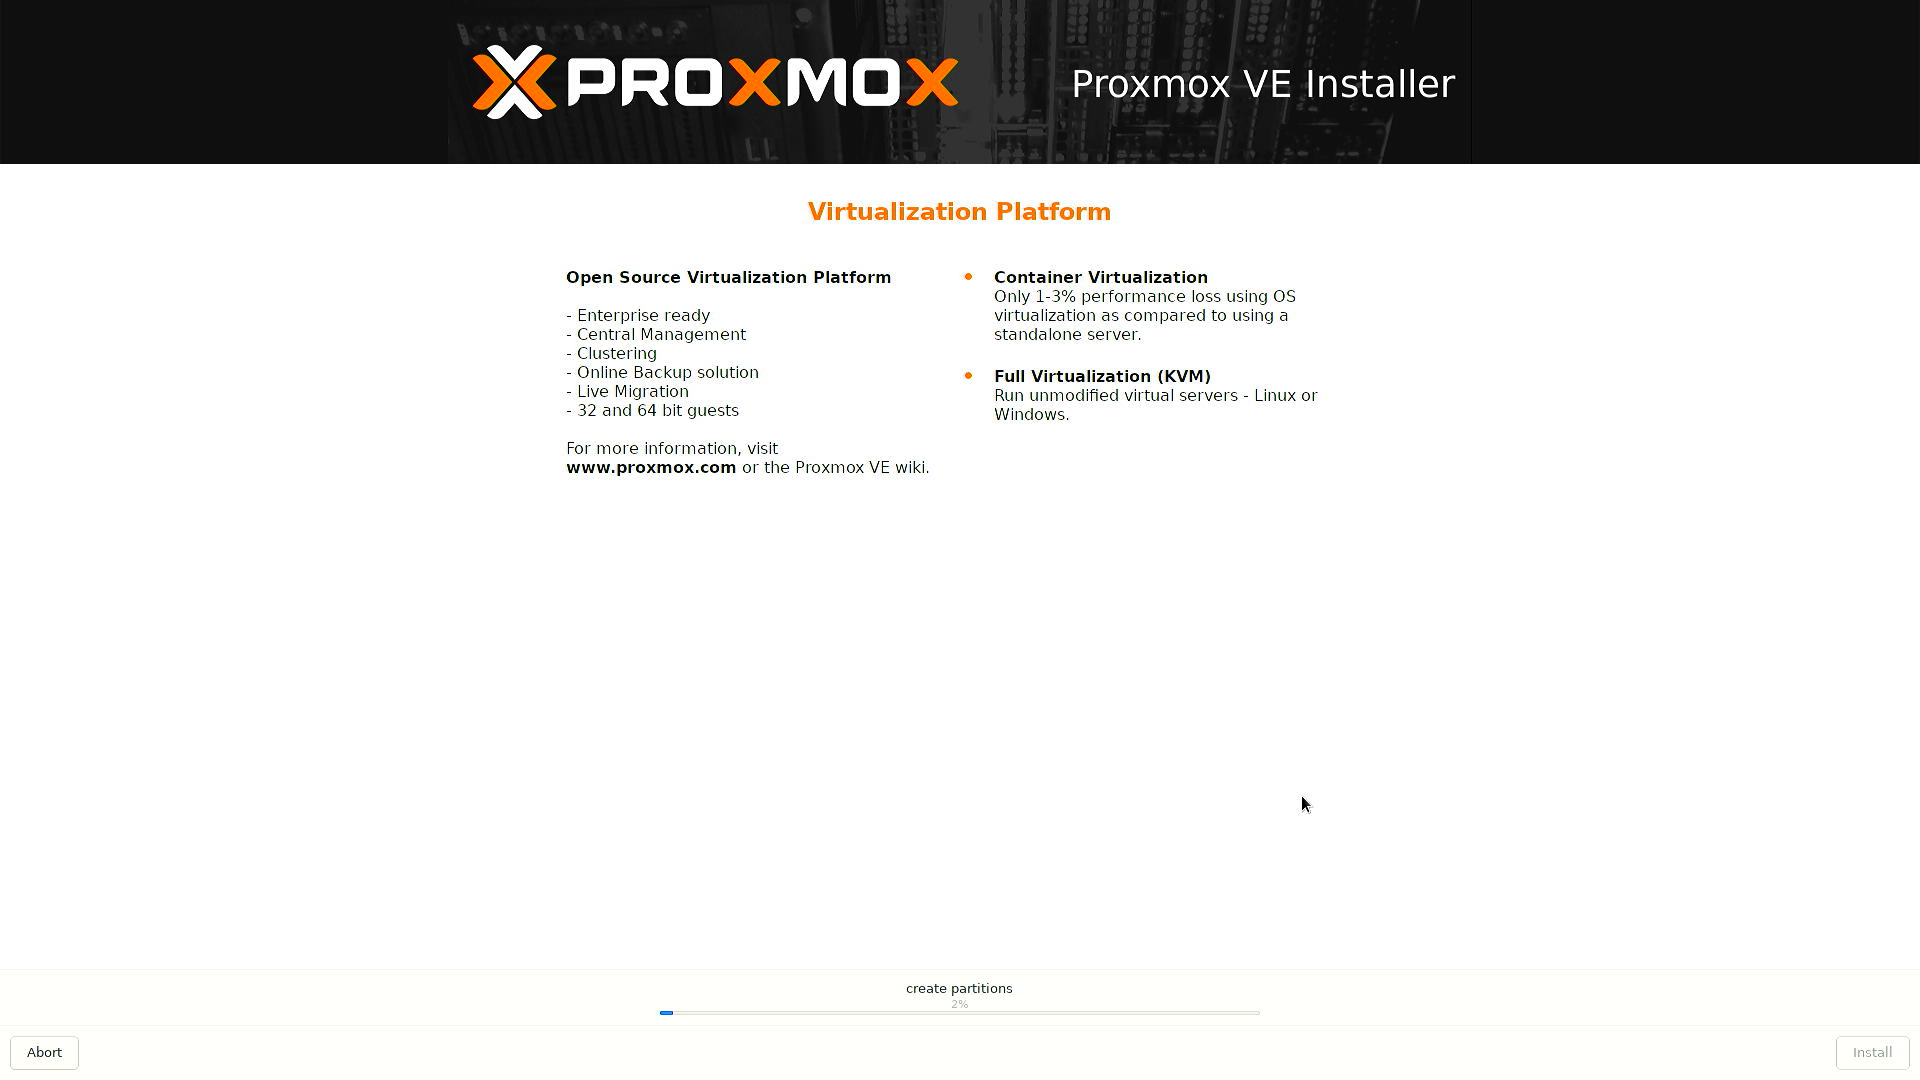 PROXMOX
Proxmox VE Installer
Virtualization Platform
Open Source Virtualization Platform
- Enterprise ready
- Central Management
- Clustering
- Online Backup solution
- Live Migration
- 32 and 64 bit guests
For more information, visit
www.proxmox.com or the Proxmox VE wiki.
Container Virtualization
Only 1-3% performance loss using OS
virtualization as compared to using a
standalone server.
Full Virtualization (KVM)
Run unmodified virtual servers - Linux or
Windows.
create partitions
2%
Abort
Install